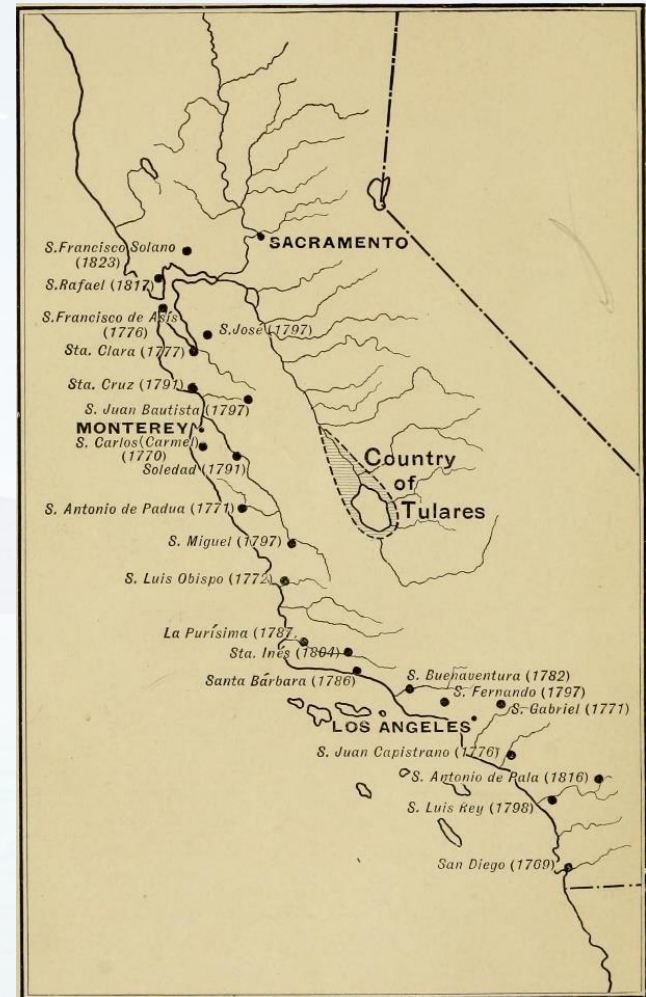 S. Francisco Solano
(1823)
SACRAMENTO
S. Rafael (1817)
S. Francisco de Asís
(1776)
S. José (1797)
Sta. Clara (1777)
Sta. Cruz (1791)
S. Juan Bautista (1797)
MONTEREY
S. Carlos (Carmel)
(1770)
Soledad (1791)
Country
of
Tulares
S. Antonio de Padua (1771)
S. Miguel (1797)
S. Luis Obispo (1772)
La Purísima (1787.
Sta. Inés (1804)
Santa Bárbara (1786)
S. Buenaventura (1782)
S. Fernando (1797)
S. Gabriel (1771)
LOS ANGELES
S. Juan Capistrano (1776)
S. Antonio de Pala (1816)
S. Luis Rey (1798)
San Diego (1769)